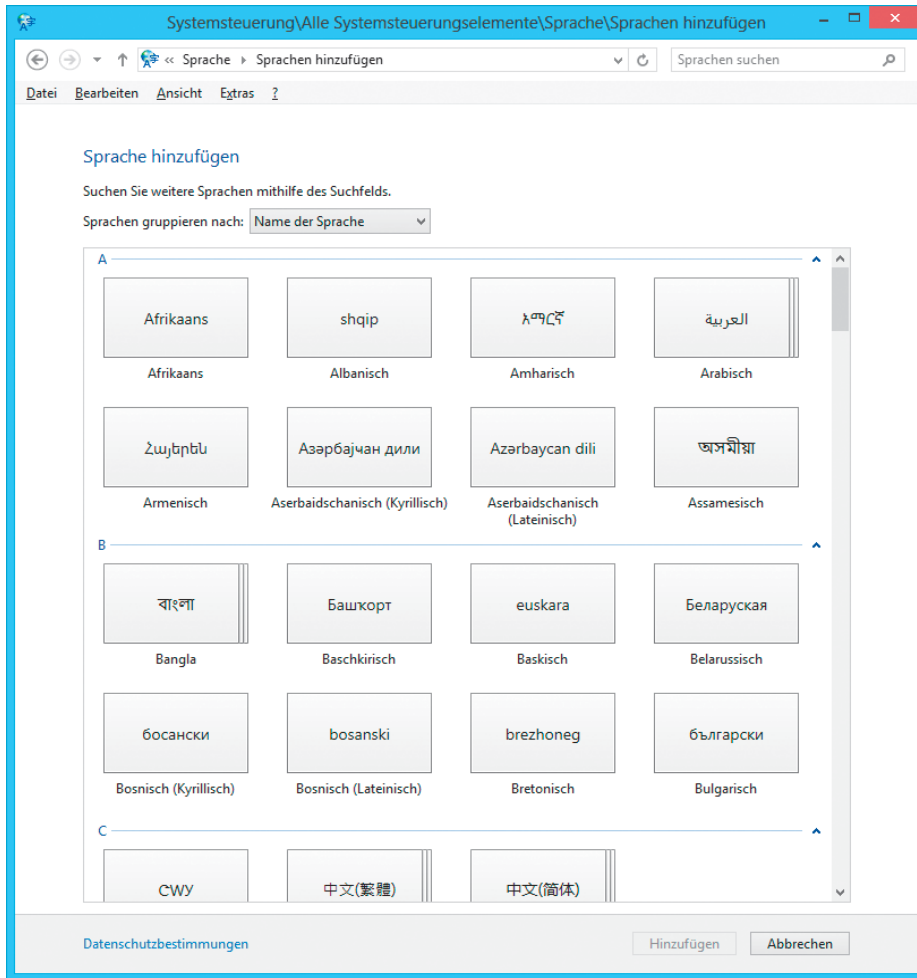 Systemsteuerung\Alle Systemsteuerungselemente\Sprache\Sprachen hinzufügen
« Sprache Sprachen hinzufügen
Sprachen suchen
Datei Bearbeiten Ansicht Extras ?
Sprache hinzufügen
Suchen Sie weitere Sprachen mithilfe des Suchfelds.
Sprachen gruppieren nach: Name der Sprache
A
Afrikaans shqip አማርኛ العربية
Afrikaans Albanisch Amharisch Arabisch
Հայերեն Азәрбајҹан дили Azərbaycan dili অসমীয়া
Armenisch Aserbaidschanisch (Kyrillisch) Aserbaidschanisch (Lateinisch) Assamesisch
B
বাংলা Башҡорт euskara Беларуская
Bangla Baschkirisch Baskisch Belarussisch
босански bosanski brezhoneg български
Bosnisch (Kyrillisch) Bosnisch (Lateinisch) Bretonisch Bulgarisch
C
ᏣᎳᎩ 中文(繁體) 中文(简体)
Datenschutzbestimmungen
Hinzufügen Abbrechen